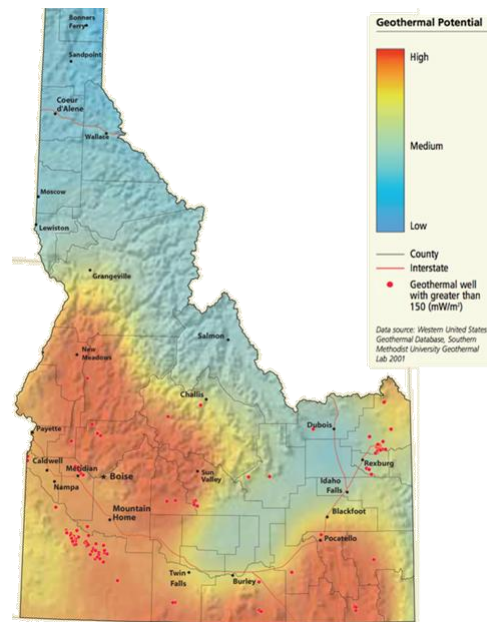 Bonners
Ferry
Sandpoint
Coeur
d'Alene
Wallace
Moscow
Lewiston
Grangeville
Salmon
New
Meadows
Challis
Payette
Dubois
Caldwell
Meridian
Boise
Sun
Valley
Rexburg
Nampa
Idaho
Falls
Mountain
Home
Blackfoot
Pocatello
Twin
Falls
Burley
Geothermal Potential
High
Medium
Low
County
Interstate
Geothermal well
with greater than
150 (mW/m²)
Data source: Western United States
Geothermal Database, Southern
Methodist University Geothermal
Lab 2001